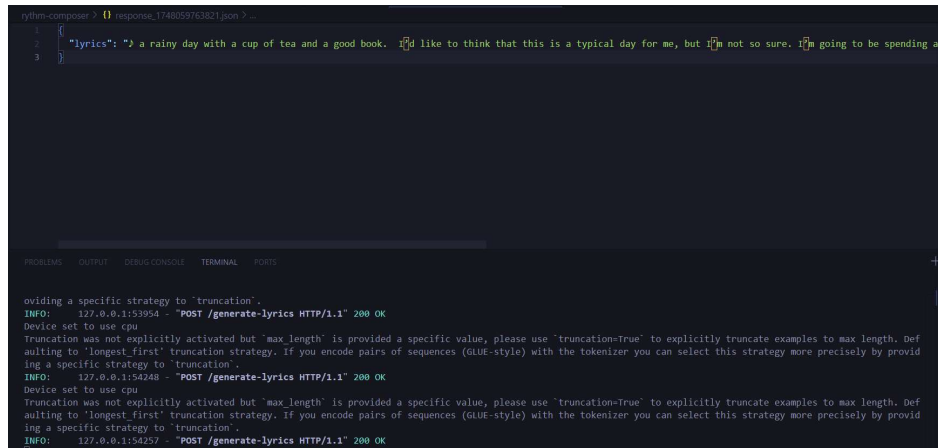 rythm-composer > {} response_1748059763821.json > ...
1 {
2 "lyrics": "♪ a rainy day with a cup of tea and a good book.  I’d like to think that this is a typical day for me, but I’m not so sure. I’m going to be spending a
3 }
PROBLEMS OUTPUT DEBUG CONSOLE TERMINAL PORTS
oviding a specific strategy to `truncation`.
INFO: 127.0.0.1:53954 - "POST /generate-lyrics HTTP/1.1" 200 OK
Device set to use cpu
Truncation was not explicitly activated but `max_length` is provided a specific value, please use `truncation=True` to explicitly truncate examples to max length. Def
aulting to 'longest_first' truncation strategy. If you encode pairs of sequences (GLUE-style) with the tokenizer you can select this strategy more precisely by provid
ing a specific strategy to `truncation`.
INFO: 127.0.0.1:54248 - "POST /generate-lyrics HTTP/1.1" 200 OK
Device set to use cpu
Truncation was not explicitly activated but `max_length` is provided a specific value, please use `truncation=True` to explicitly truncate examples to max length. Def
aulting to 'longest_first' truncation strategy. If you encode pairs of sequences (GLUE-style) with the tokenizer you can select this strategy more precisely by provid
ing a specific strategy to `truncation`.
INFO: 127.0.0.1:54257 - "POST /generate-lyrics HTTP/1.1" 200 OK